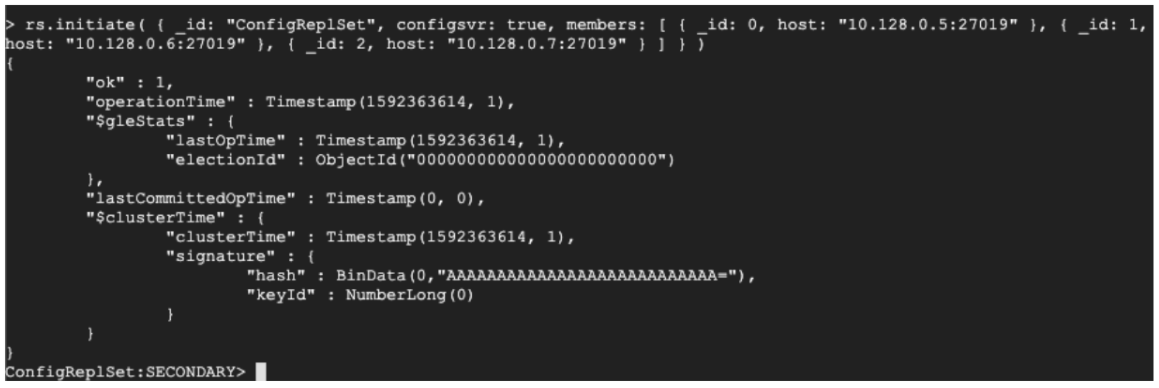 > rs.initiate( { _id: "ConfigReplSet", configsvr: true, members: [ { _id: 0, host: "10.128.0.5:27019" }, { _id: 1,
host: "10.128.0.6:27019" }, { _id: 2, host: "10.128.0.7:27019" } ] } )
{
        "ok" : 1,
        "operationTime" : Timestamp(1592363614, 1),
        "$gleStats" : {
                "lastOpTime" : Timestamp(1592363614, 1),
                "electionId" : ObjectId("000000000000000000000000")
        },
        "lastCommittedOpTime" : Timestamp(0, 0),
        "$clusterTime" : {
                "clusterTime" : Timestamp(1592363614, 1),
                "signature" : {
                        "hash" : BinData(0,"AAAAAAAAAAAAAAAAAAAAAAAAAAA="),
                        "keyId" : NumberLong(0)
                }
        }
}
ConfigReplSet:SECONDARY>